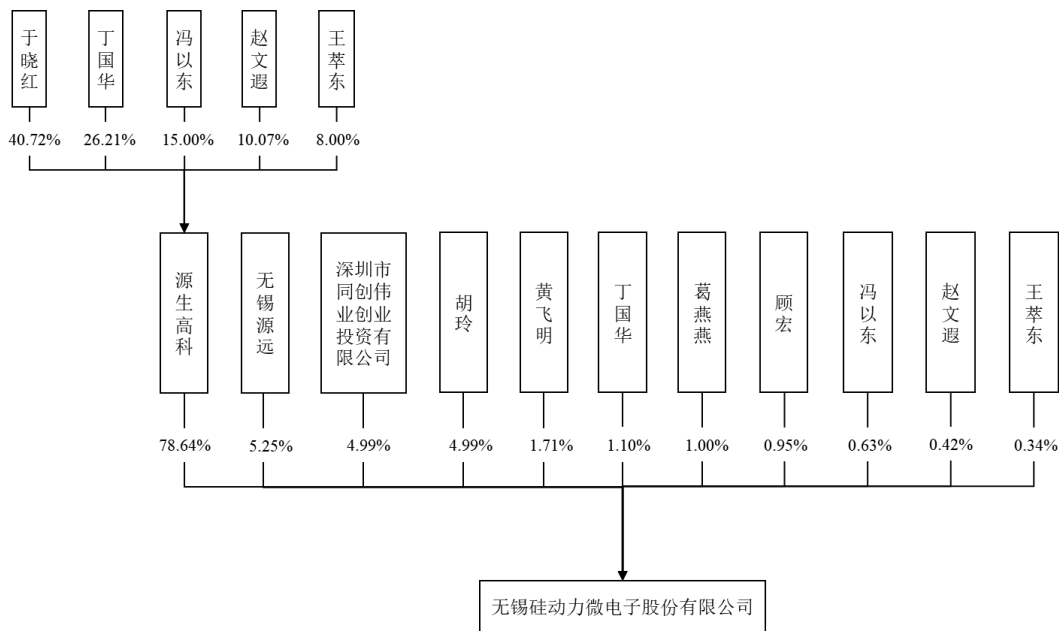 于晓红
丁国华
冯以东
赵文遐
王萃东
40.72%
26.21%
15.00%
10.07%
8.00%
源生高科
无锡源远
深圳市
同创伟
业创业
投资有
限公司
胡玲
黄飞明
丁国华
葛燕燕
顾宏
冯以东
赵文遐
王萃东
78.64%
5.25%
4.99%
4.99%
1.71%
1.10%
1.00%
0.95%
0.63%
0.42%
0.34%
无锡硅动力微电子股份有限公司